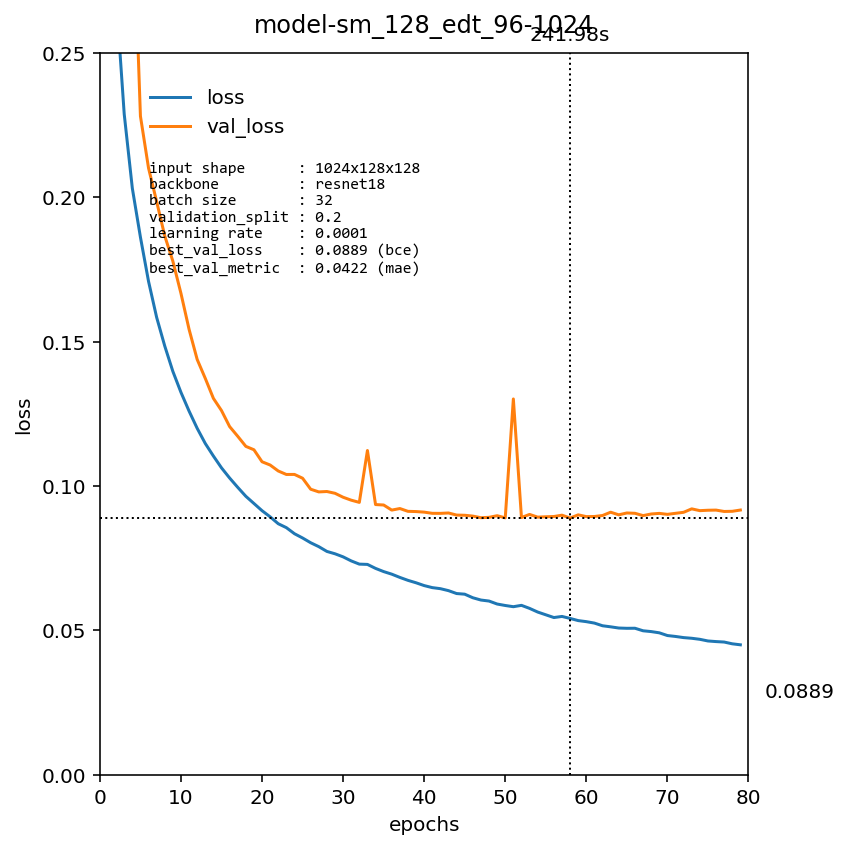 model-sm_128_edt_96-1024
241.98s
0.25
loss
val_loss
input shape : 1024x128x128
backbone : resnet18
batch size : 32
validation_split : 0.2
learning rate : 0.0001
best_val_loss : 0.0889 (bce)
best_val_metric : 0.0422 (mae)
0.20
0.15
loss
0.10
0.05
0.0889
0.00
0 10 20 30 40 50 60 70 80
epochs